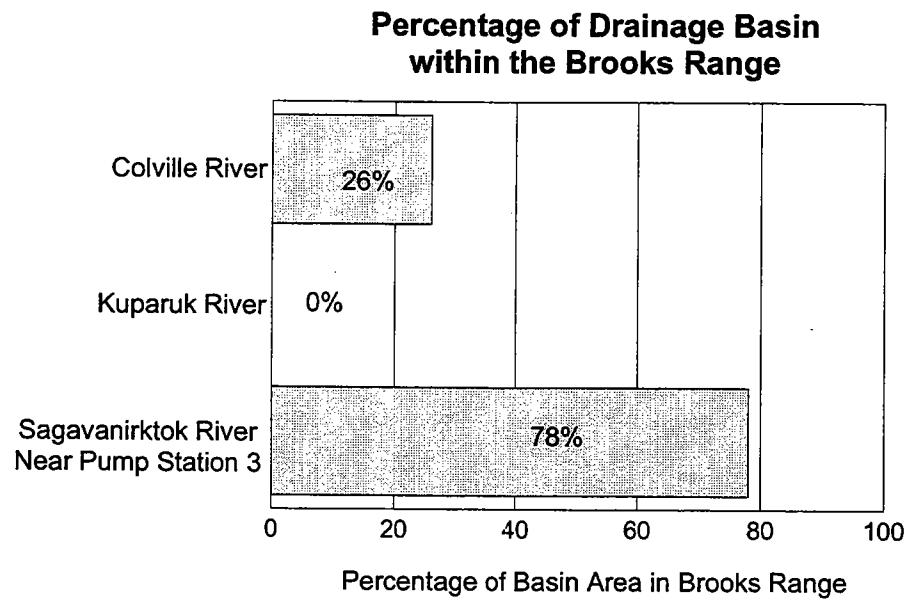 Percentage of Drainage Basin
within the Brooks Range
Colville River
26%
Kuparuk River
0%
Sagavanirktok River
Near Pump Station 3
78%
0 20 40 60 80 100
Percentage of Basin Area in Brooks Range